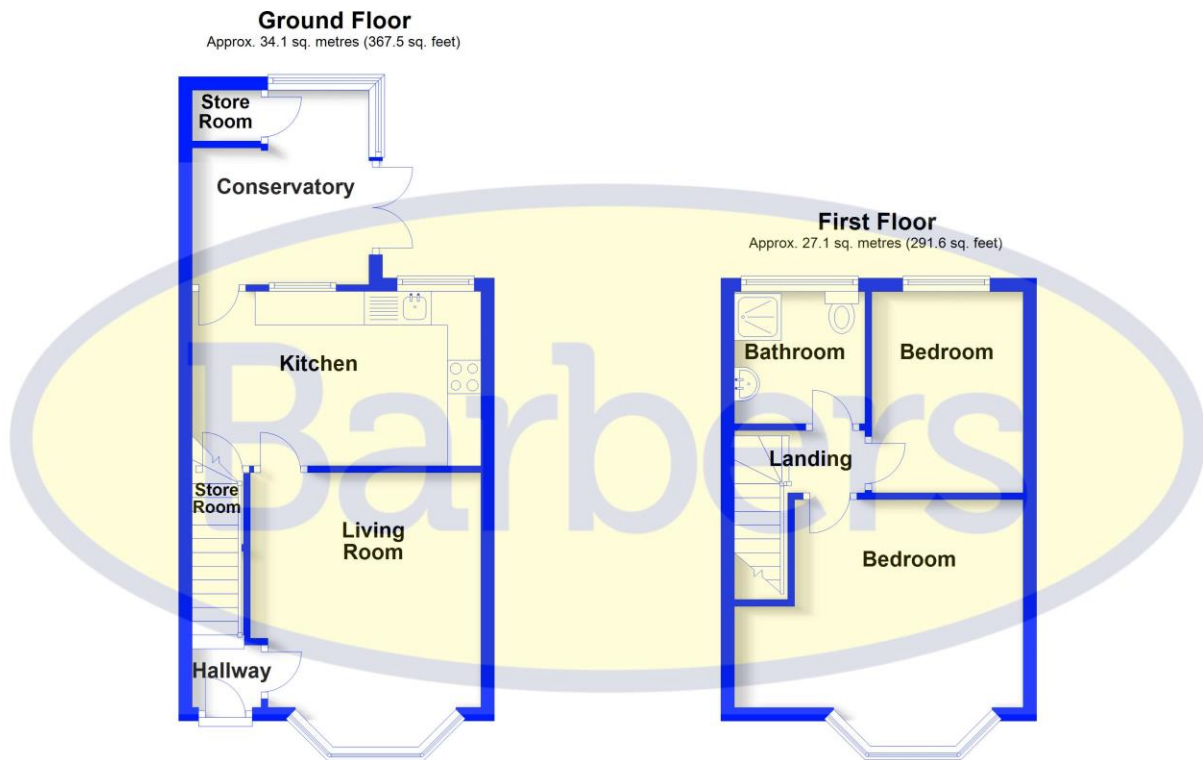 Ground Floor
Approx. 34.1 sq. metres (367.5 sq. feet)
Store
Room
Conservatory
Kitchen
Store
Room
Living
Room
Hallway
First Floor
Approx. 27.1 sq. metres (291.6 sq. feet)
Bathroom
Bedroom
Landing
Bedroom
Barbers